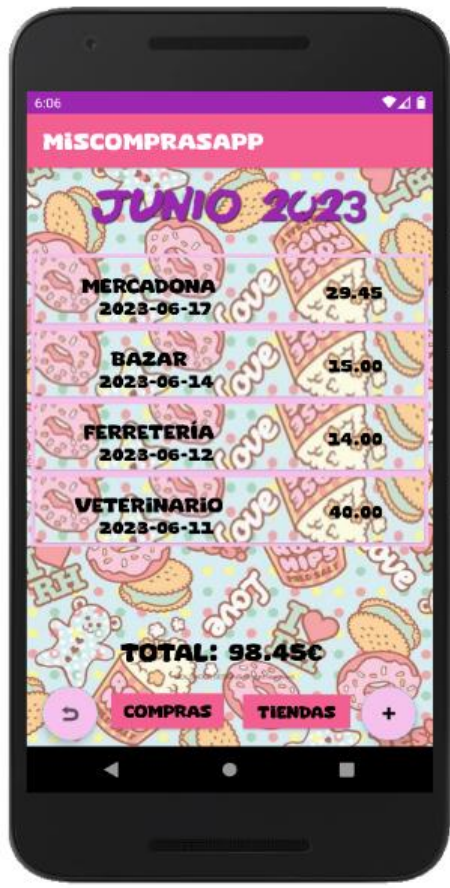 6:06
MiSCOMPRASAPP
JUNIO 2023
MERCADONA
2023-06-17
29.45
BAZAR
2023-06-14
15.00
FERRETERÍA
2023-06-12
14.00
VETERiNARiO
2023-06-11
40.00
TOTAL: 98.45€
COMPRAS
TIENDAS
+